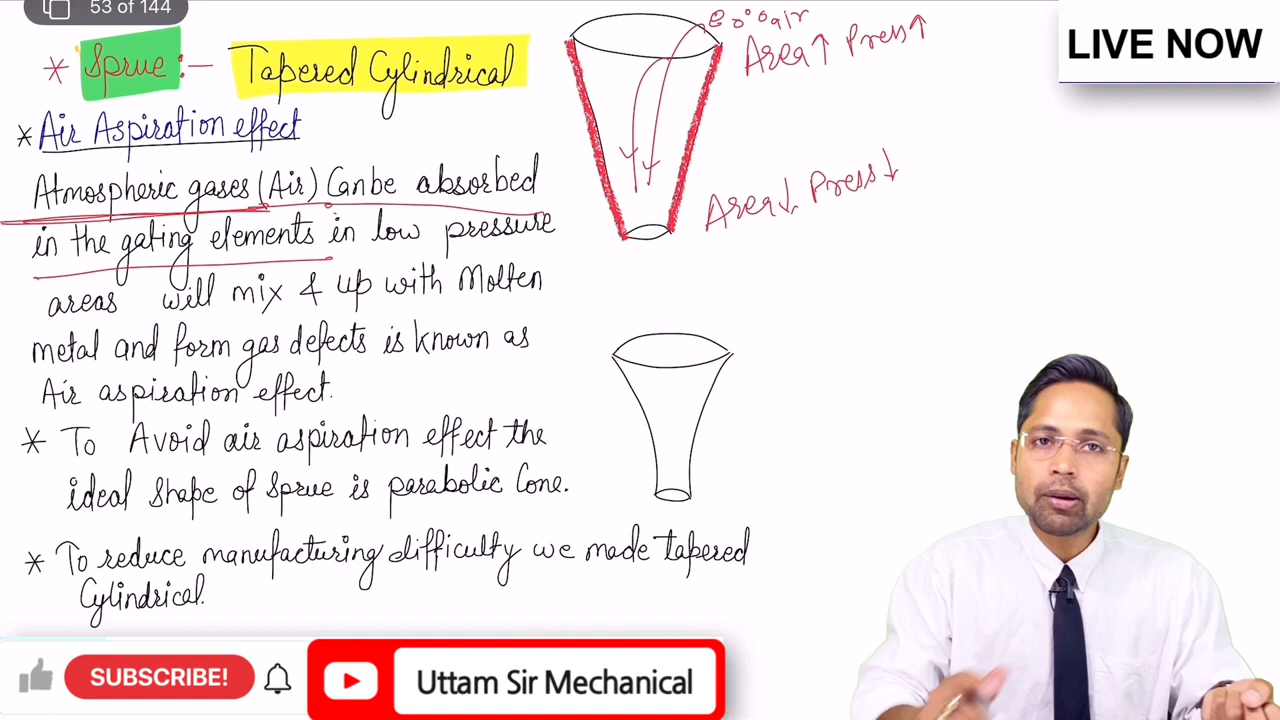 53 of 144
LIVE NOW
* Sprue :- Tapered Cylindrical
air
Area↑ Press↑
* Air Aspiration effect
Atmospheric gases (Air) Can be absorbed
in the gating elements in low pressure
Area↓ Press↓
areas will mix & up with Molten
metal and form gas defects is known as
Air aspiration effect.
* To Avoid air aspiration effect the
ideal shape of Sprue is parabolic Cone.
* To reduce manufacturing difficulty we made tapered
Cylindrical.
SUBSCRIBE!
Uttam Sir Mechanical